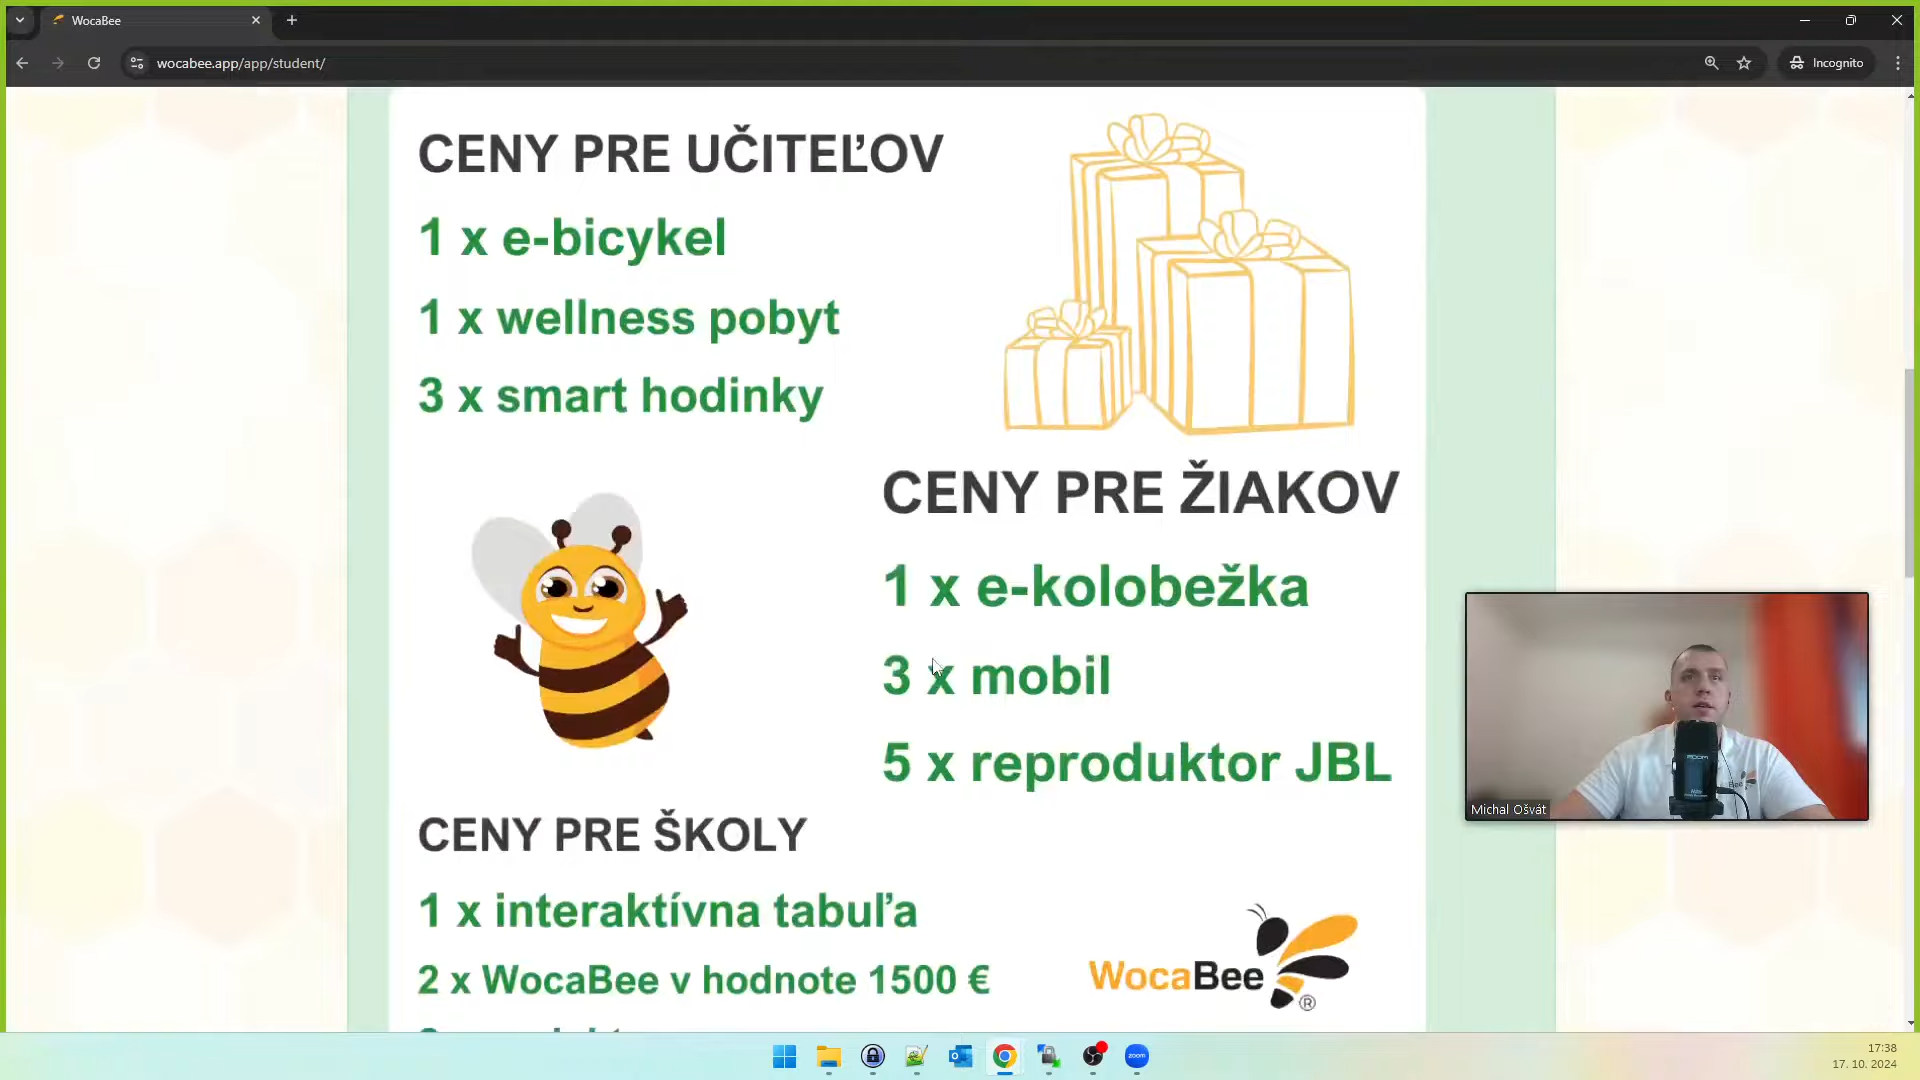 WocaBee
wocabee.app/app/student/
Incognito
CENY PRE UČITEĽOV
1 x e-bicykel
1 x wellness pobyt
3 x smart hodinky
CENY PRE ŽIAKOV
1 x e-kolobežka
3 x mobil
5 x reproduktor JBL
CENY PRE ŠKOLY
1 x interaktívna tabuľa
2 x WocaBee v hodnote 1500 €
WocaBee
®
Michal Ošvát
zoom
17:38
17. 10. 2024